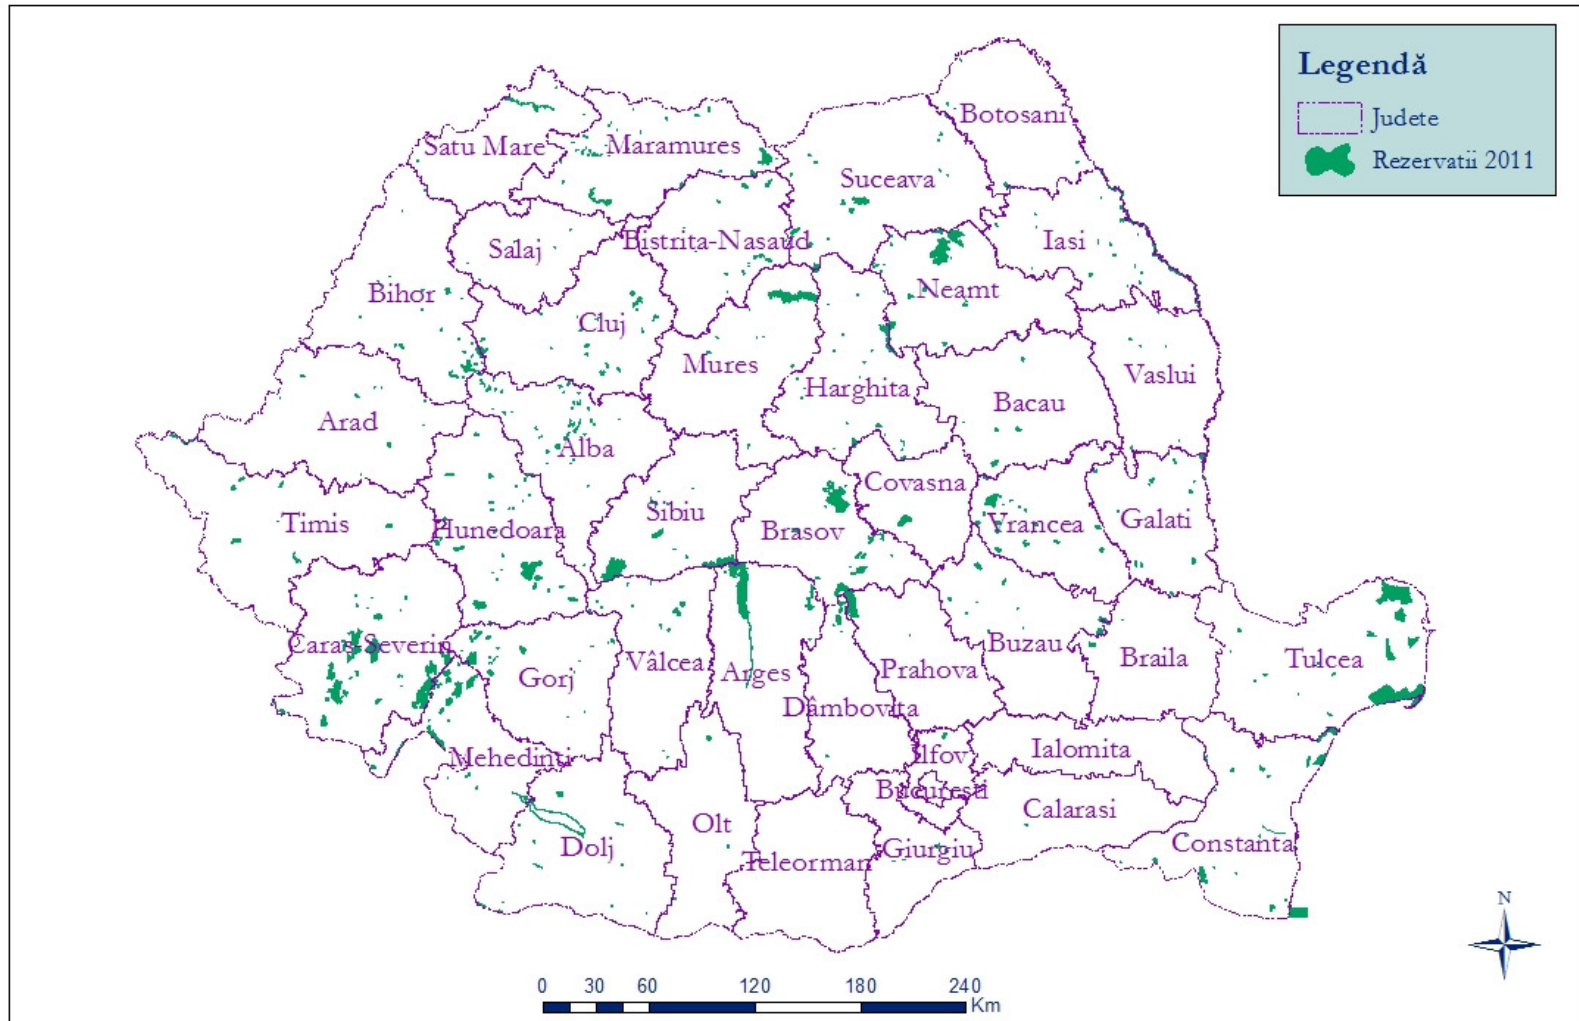 Legendă
Judete
Rezervatii 2011
Botosani
Satu Mare
Maramures
Suceava
Salaj
Bistrița-Nasaud
Iasi
Bihor
Cluj
Neamt
Mures
Harghita
Vaslui
Arad
Alba
Bacau
Timis
Hunedoara
Sibiu
Brasov
Covasna
Vrancea
Galati
Caras-Severin
Gorj
Vâlcea
Arges
Prahova
Buzau
Braila
Tulcea
Dâmbovita
Mehedinti
Ilfov
Ialomita
Bucuresti
Calarasi
Dolj
Olt
Teleorman
Giurgiu
Constanta
N
0 30 60 120 180 240
Km